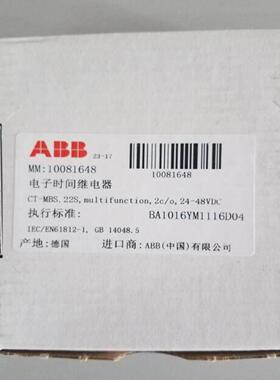 ABB 23-17
MM:10081648
10081648
电子时间继电器
CT-MBS.22S,multifunction,2c/o,24-48VDC
执行标准: BA1016YM1116D04
IEC/EN61812-1, GB 14048.5
产地:德国 进口商:ABB(中国)有限公司